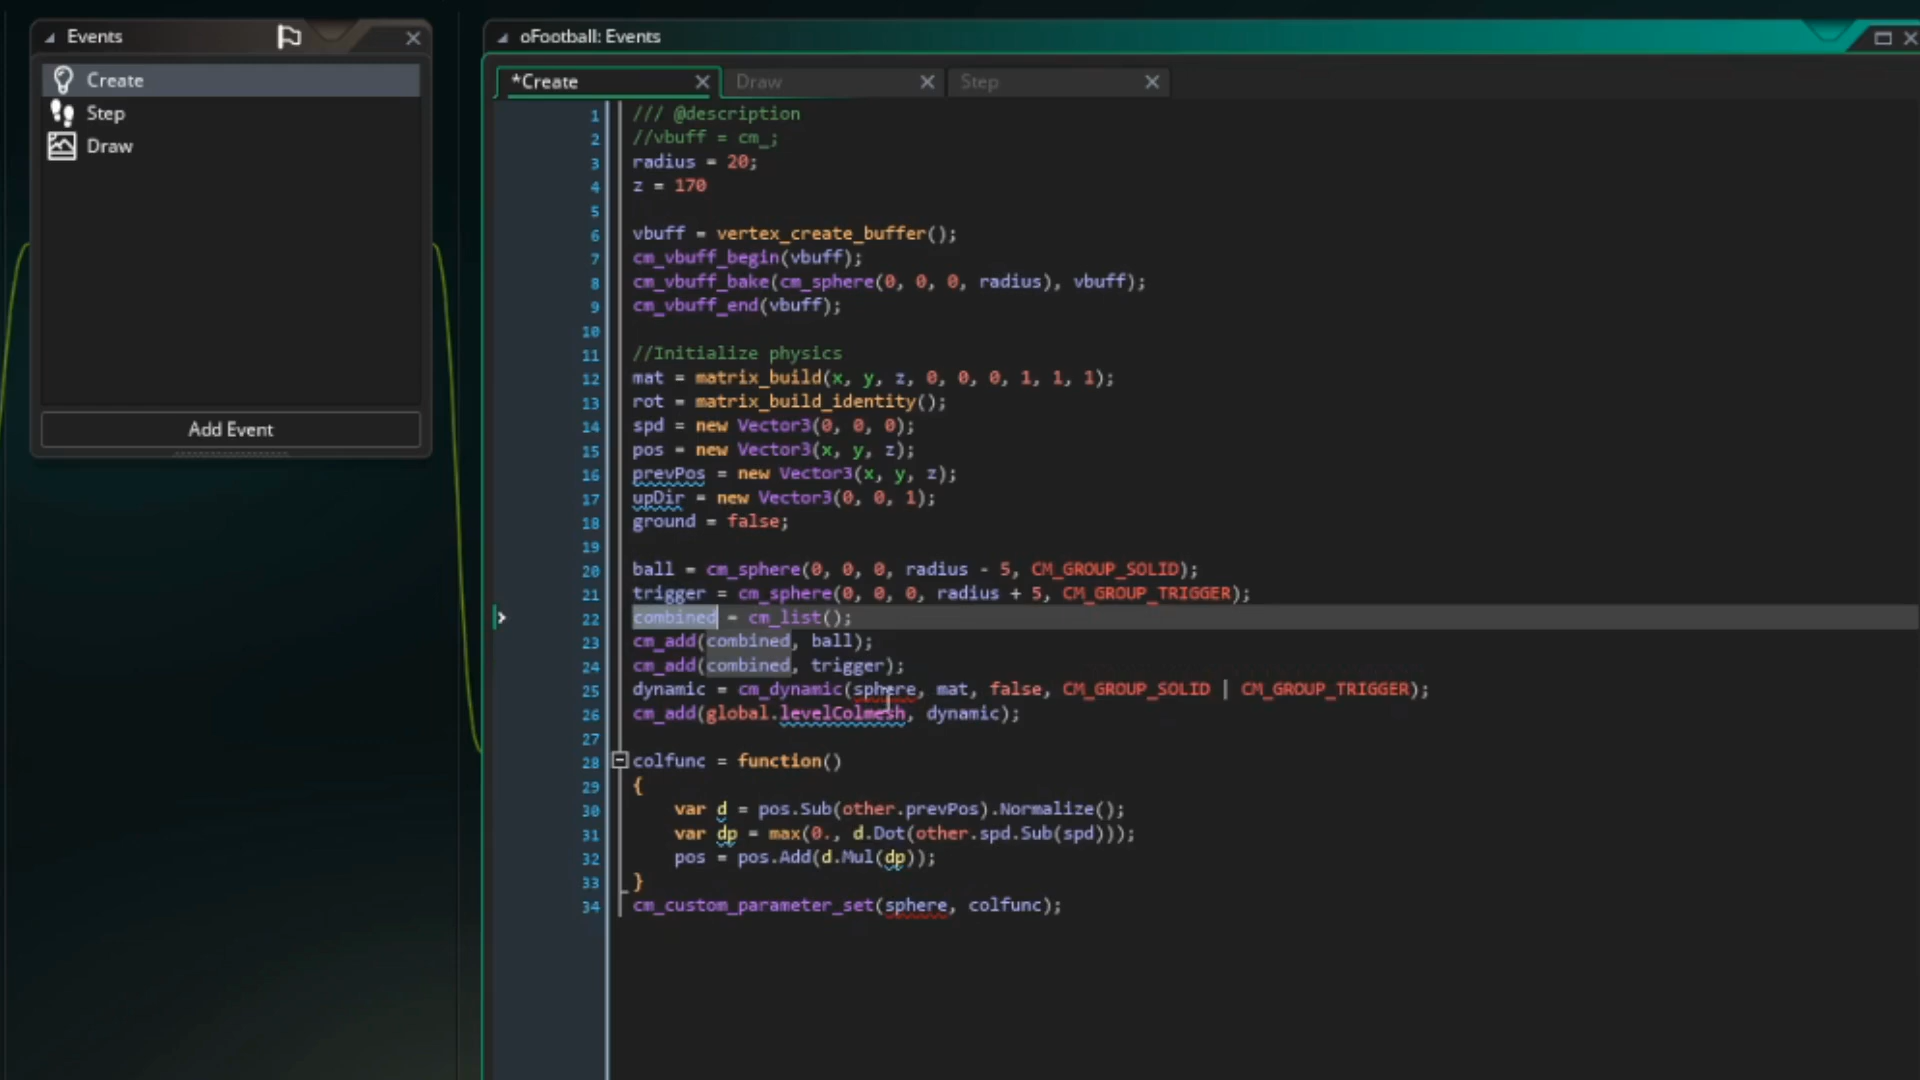 Events
Create
Step
Draw
Add Event
oFootball: Events
*Create
Draw
Step
1 /// @description
2 //vbuff = cm_;
3 radius = 20;
4 z = 170
5
6 vbuff = vertex_create_buffer();
7 cm_vbuff_begin(vbuff);
8 cm_vbuff_bake(cm_sphere(0, 0, 0, radius), vbuff);
9 cm_vbuff_end(vbuff);
10
11 //Initialize physics
12 mat = matrix_build(x, y, z, 0, 0, 0, 1, 1, 1);
13 rot = matrix_build_identity();
14 spd = new Vector3(0, 0, 0);
15 pos = new Vector3(x, y, z);
16 prevPos = new Vector3(x, y, z);
17 upDir = new Vector3(0, 0, 1);
18 ground = false;
19
20 ball = cm_sphere(0, 0, 0, radius - 5, CM_GROUP_SOLID);
21 trigger = cm_sphere(0, 0, 0, radius + 5, CM_GROUP_TRIGGER);
22 combined = cm_list();
23 cm_add(combined, ball);
24 cm_add(combined, trigger);
25 dynamic = cm_dynamic(sphere, mat, false, CM_GROUP_SOLID | CM_GROUP_TRIGGER);
26 cm_add(global.levelColmesh, dynamic);
27
28 colfunc = function()
29 {
30 var d = pos.Sub(other.prevPos).Normalize();
31 var dp = max(0., d.Dot(other.spd.Sub(spd)));
32 pos = pos.Add(d.Mul(dp));
33 }
34 cm_custom_parameter_set(sphere, colfunc);